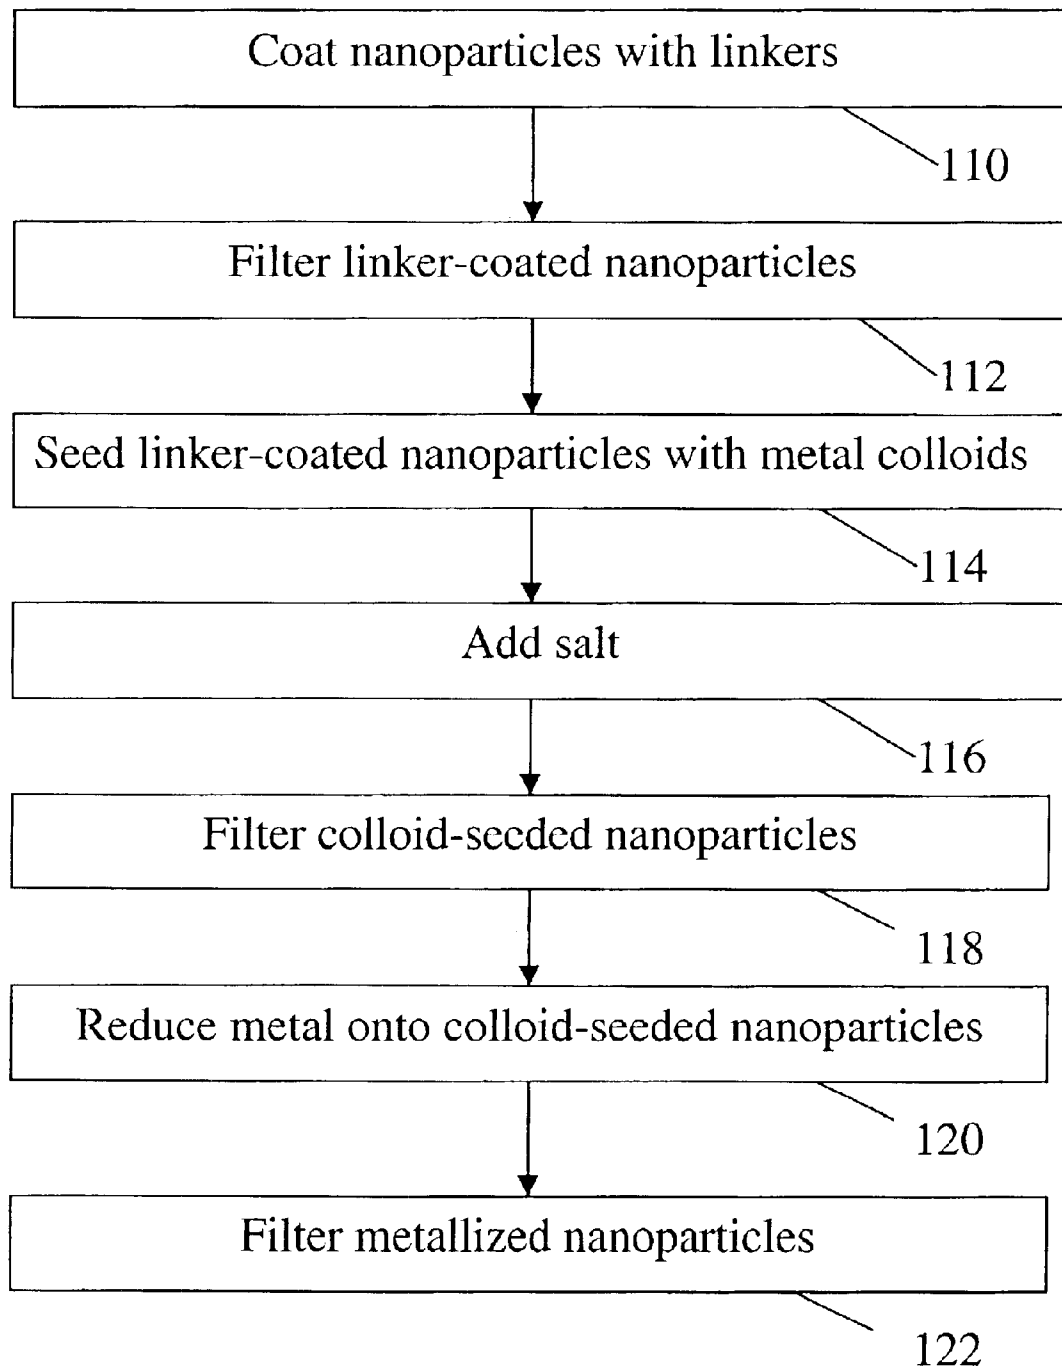 Coat nanoparticles with linkers
110
Filter linker-coated nanoparticles
112
Seed linker-coated nanoparticles with metal colloids
114
Add salt
116
Filter colloid-secded nanoparticles
118
Reduce metal onto colloid-seeded nanoparticles
120
Filter metallized nanoparticles
122